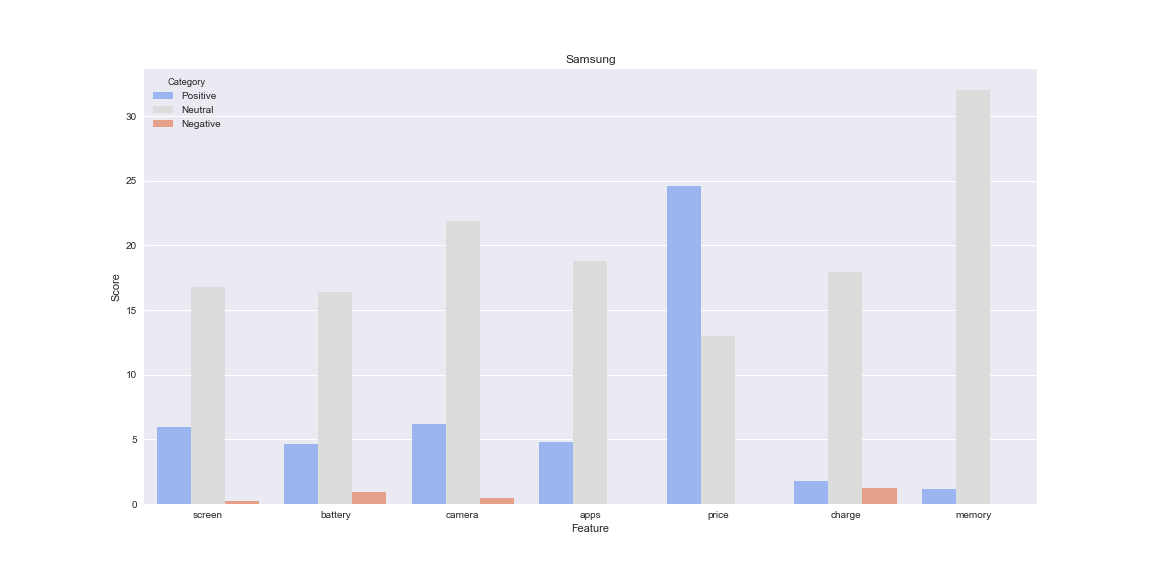 Samsung
Category
Positive
Neutral
Negative
30
25
20
15
10
5
0
Score
screen battery camera apps price charge memory
Feature